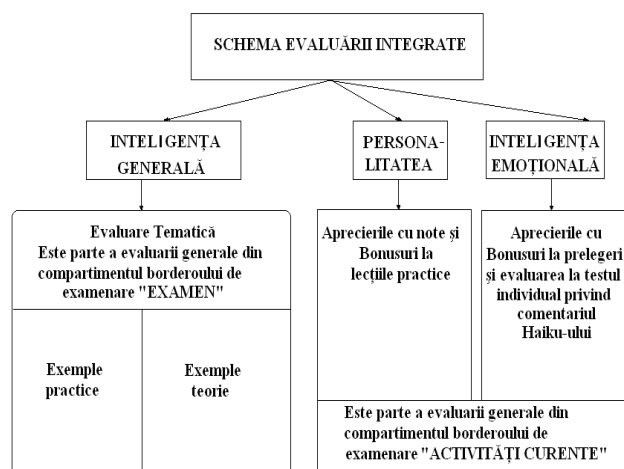 SCHEMA EVALUĂRII INTEGRATE
INTELIGENȚA
GENERALĂ
PERSONA-
LITATEA
INTELIGENȚA
EMOȚIONALĂ
Evaluare Tematică
Este parte a evaluarii generale din
compartimentul borderoului de
examenare "EXAMEN"
Exemple
practice
Exemple
teorie
Aprecierile cu note și
Bonusuri la
lecțiile practice
Aprecierile cu
Bonusuri la prelegeri
și evaluarea la testul
individual privind
comentariul
Haiku-ului
Este parte a evaluarii generale din
compartimentul borderoului de
examenare "ACTIVITĂȚI CURENTE"